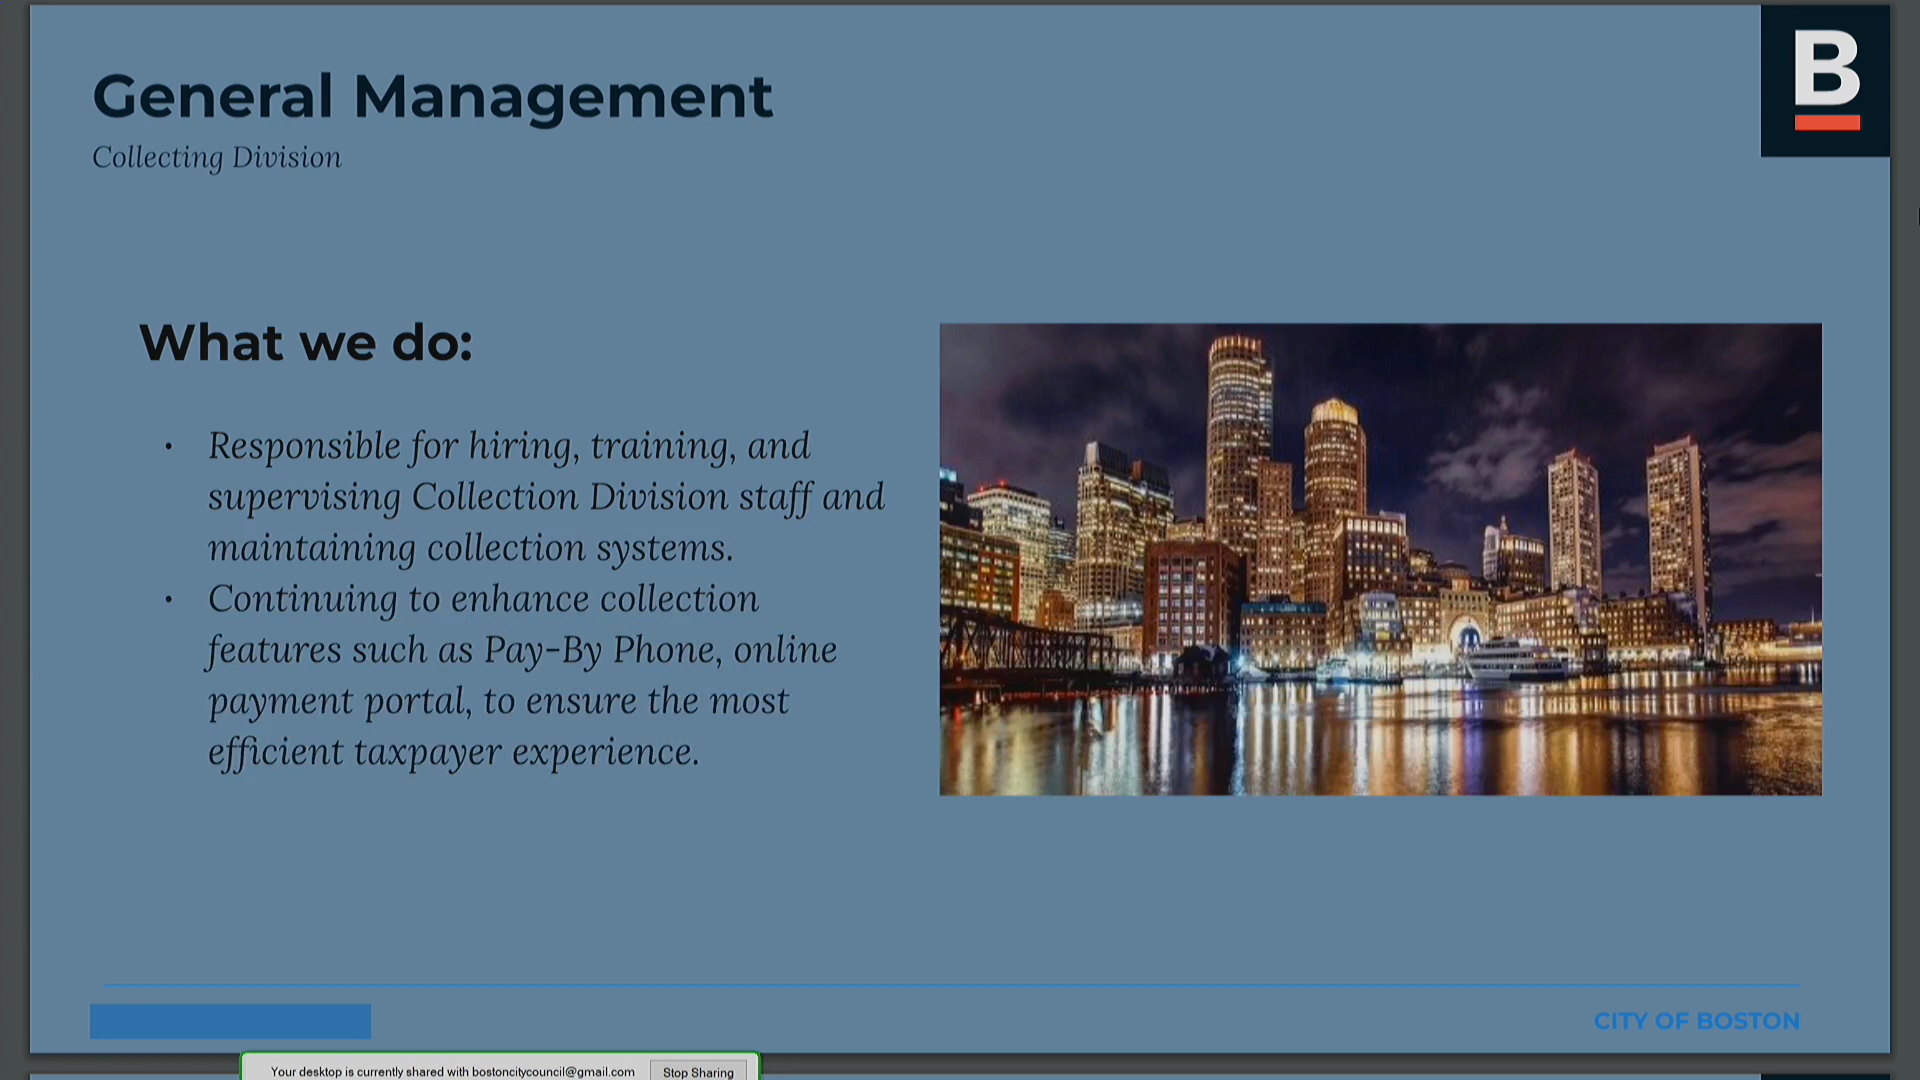 B
General Management
Collecting Division
What we do:
• Responsible for hiring, training, and
supervising Collection Division staff and
maintaining collection systems.
• Continuing to enhance collection
features such as Pay-By Phone, online
payment portal, to ensure the most
efficient taxpayer experience.
CITY OF BOSTON
Your desktop is currently shared with bostoncitycouncil@gmail.com
Stop Sharing